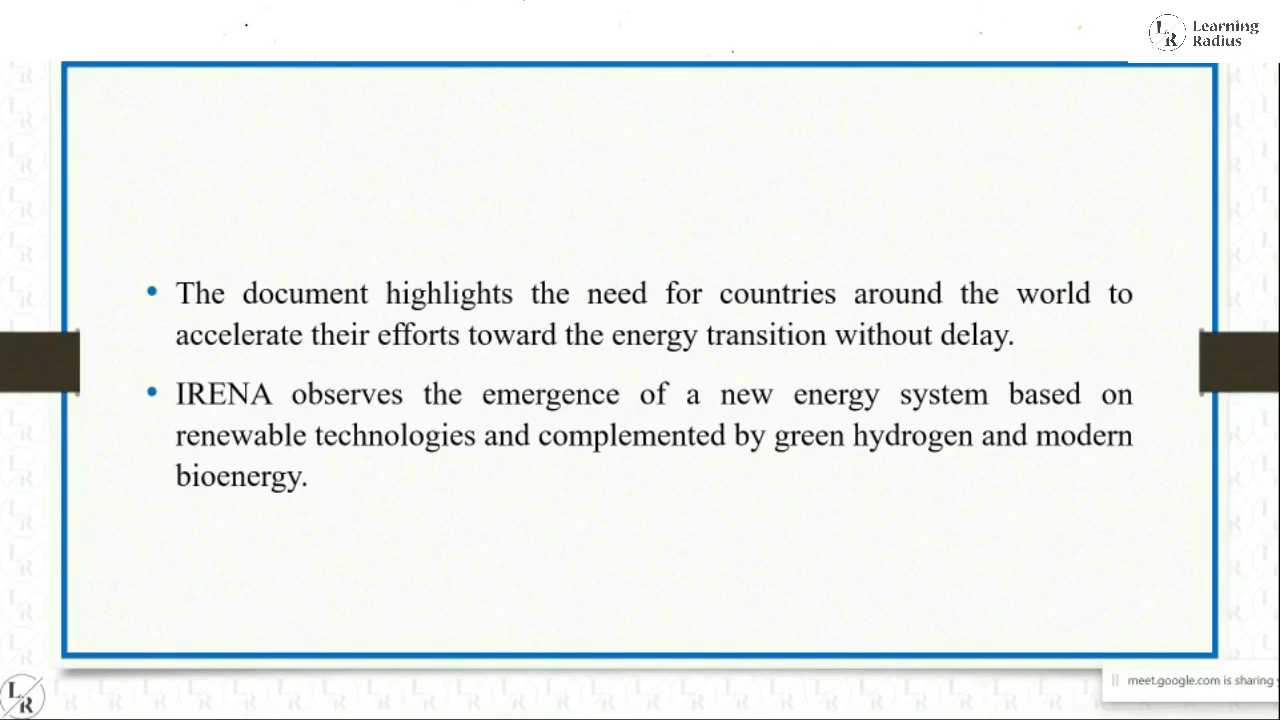 Learning
Radius
• The document highlights the need for countries around the world to
accelerate their efforts toward the energy transition without delay.
• IRENA observes the emergence of a new energy system based on
renewable technologies and complemented by green hydrogen and modern
bioenergy.
LR
meet.google.com is sharing